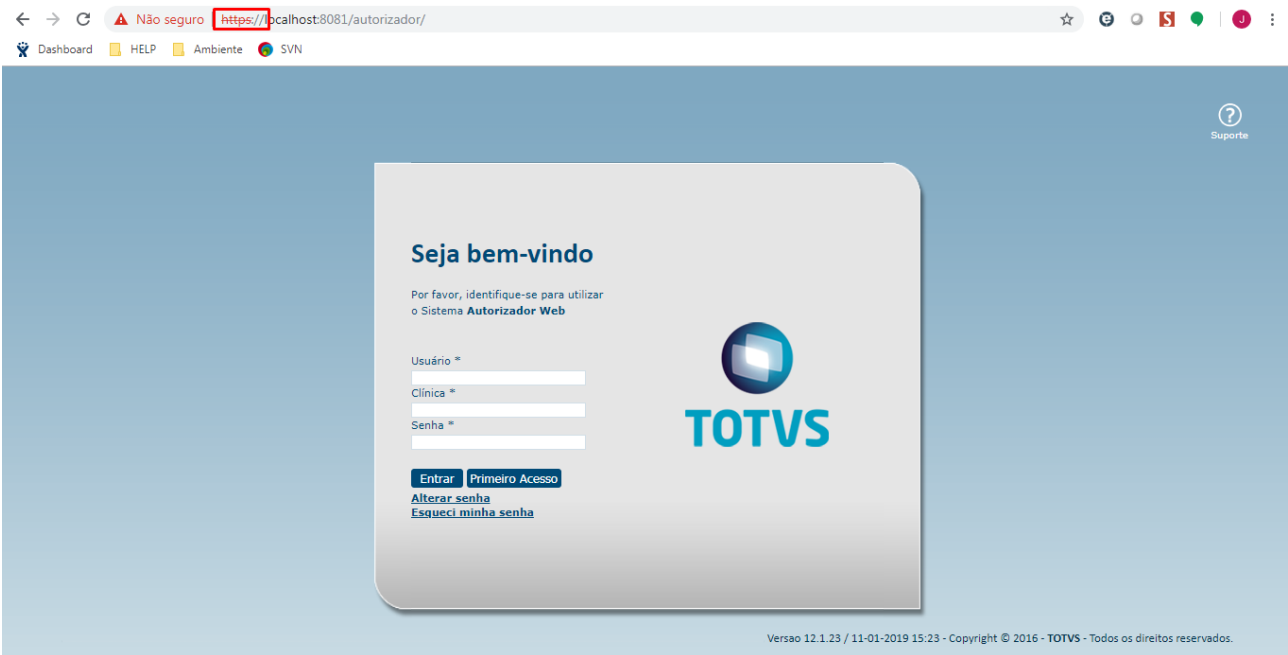 Não seguro | https://localhost:8081/autorizador/
Dashboard HELP Ambiente SVN
Suporte
Seja bem-vindo
Por favor, identifique-se para utilizar
o Sistema Autorizador Web
Usuário *
Clínica *
Senha *
TOTVS
Entrar Primeiro Acesso
Alterar senha
Esqueci minha senha
Versao 12.1.23 / 11-01-2019 15:23 - Copyright © 2016 - TOTVS - Todos os direitos reservados.